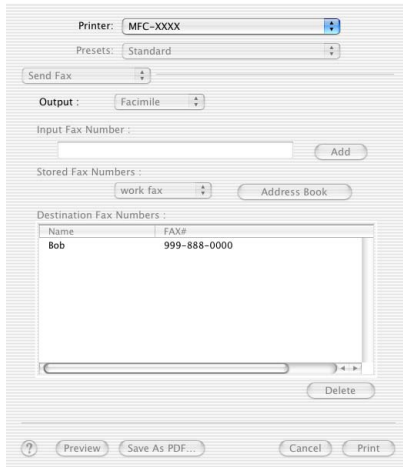 Printer: MFC-XXXX
Presets: Standard
Send Fax
Output : Facimile
Input Fax Number :
Add
Stored Fax Numbers :
work fax Address Book
Destination Fax Numbers :
Name FAX#
Bob 999-888-0000
Delete
? Preview Save As PDF... Cancel Print